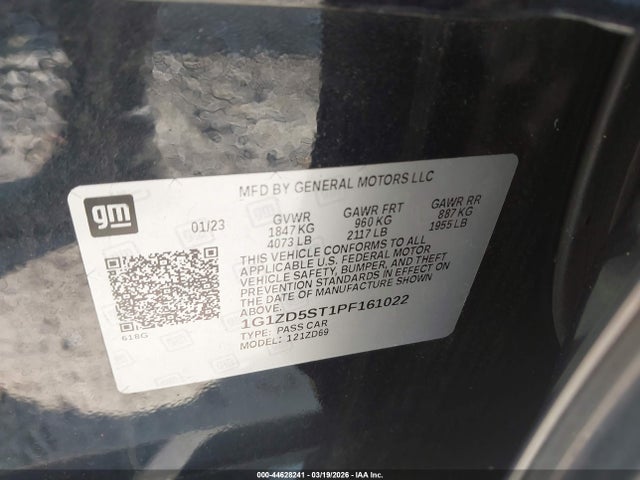 MFD BY GENERAL MOTORS LLC
gm
01/23
GVWR
1847 KG
4073 LB
GAWR FRT
960 KG
2117 LB
GAWR RR
887 KG
1955 LB
THIS VEHICLE CONFORMS TO ALL
APPLICABLE U.S. FEDERAL MOTOR
VEHICLE SAFETY, BUMPER, AND THEFT
PREVENTION STANDARDS IN EFFECT ON
THE DATE OF MANUFACTURE SHOWN
ABOVE.
618G
1G1ZD5ST1PF161022
TYPE: PASS CAR
MODEL: 121ZD69
000-44628241 - 03/19/2026 - IAA Inc.